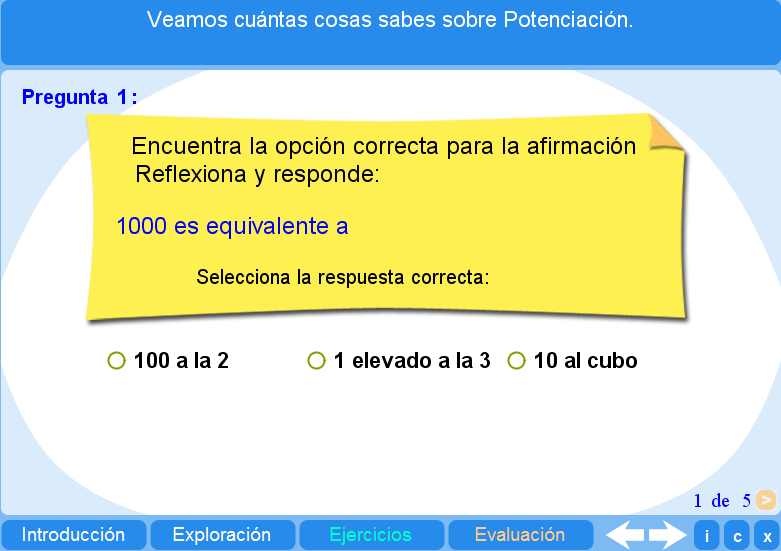 Veamos cuántas cosas sabes sobre Potenciación.
Pregunta 1:
Encuentra la opción correcta para la afirmación
Reflexiona y responde:
1000 es equivalente a
Selecciona la respuesta correcta:
100 a la 2 1 elevado a la 3 10 al cubo
1 de 5 >
Introducción Exploración Ejercicios Evaluación i c x